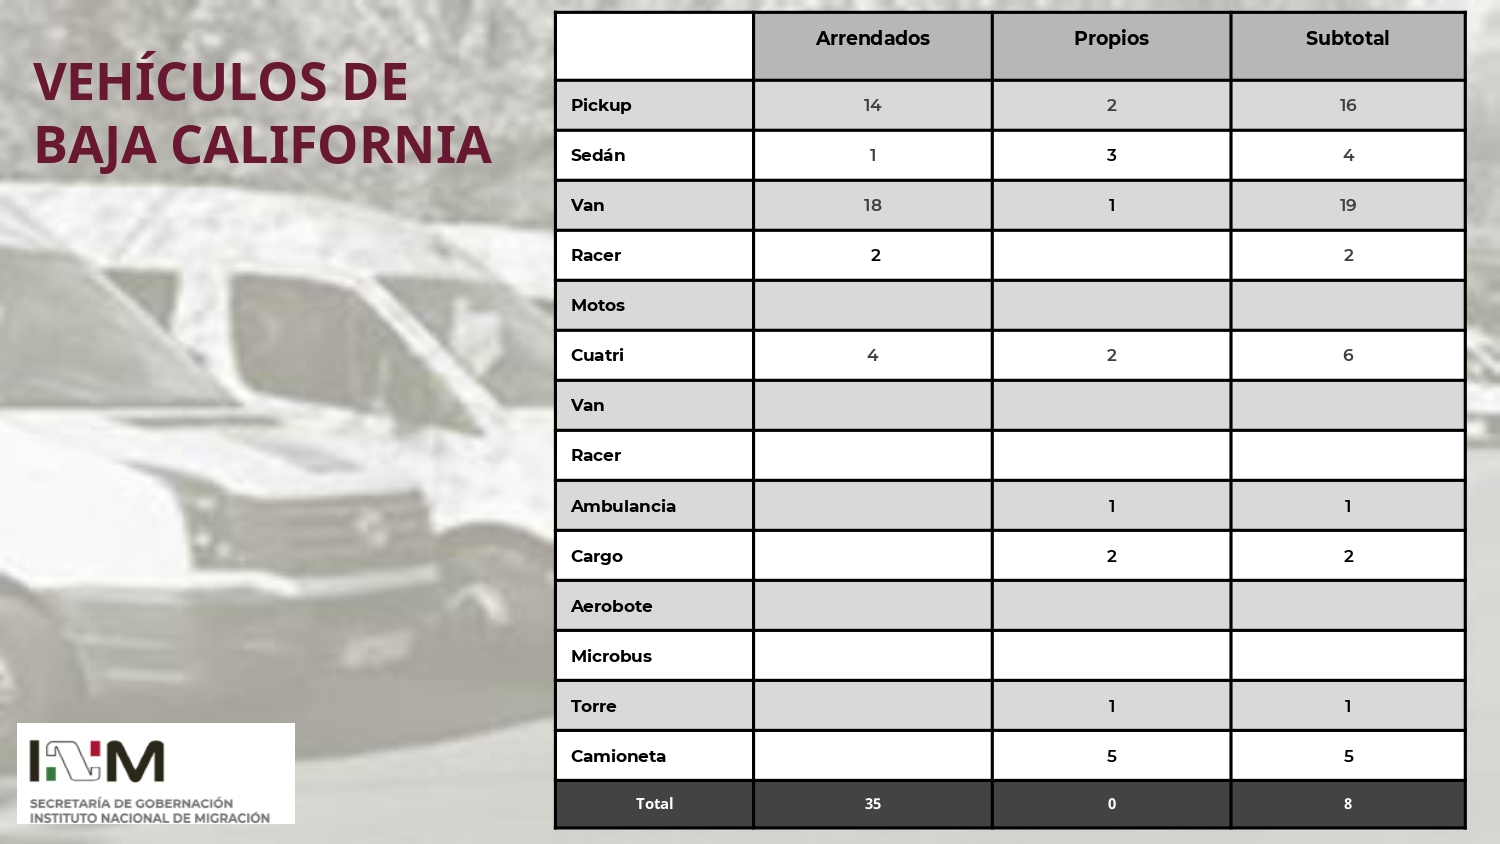 VEHÍCULOS DE
BAJA CALIFORNIA
Arrendados Propios Subtotal
Pickup 14 2 16
Sedán 1 3 4
Van 18 1 19
Racer 2 2
Motos
Cuatri 4 2 6
Van
Racer
Ambulancia 1 1
Cargo 2 2
Aerobote
Microbus
Torre 1 1
Camioneta 5 5
Total 35 0 8
INM
SECRETARÍA DE GOBERNACIÓN
INSTITUTO NACIONAL DE MIGRACIÓN